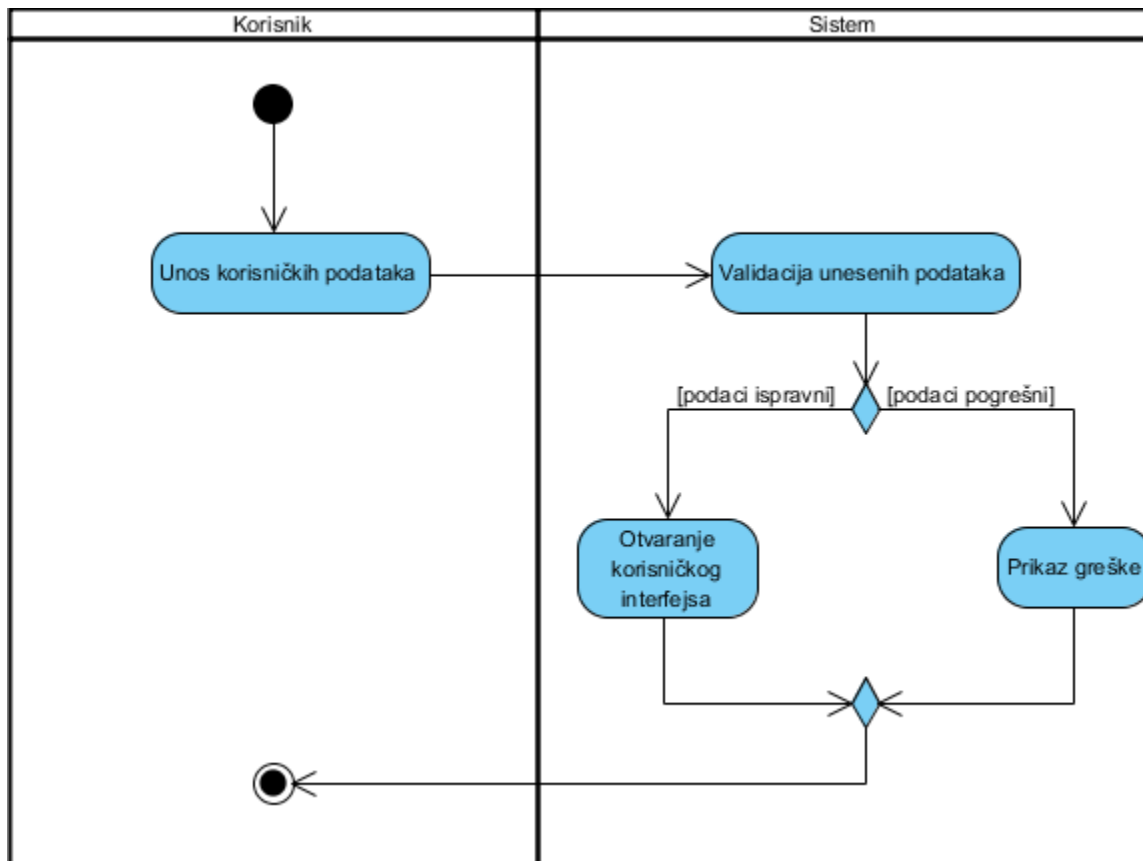 Korisnik
Sistem
Unos korisničkih podataka
Validacija unesenih podataka
[podaci ispravni]
[podaci pogrešni]
Otvaranje
korisničkog
interfejsa
Prikaz greške